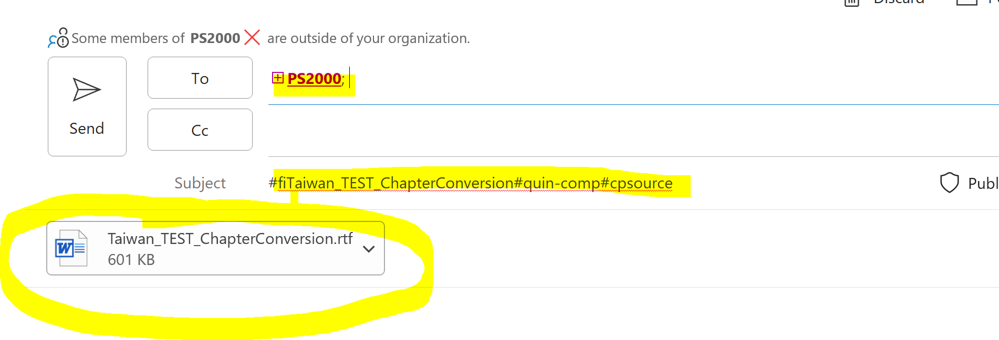 Discard
Some members of PS2000 are outside of your organization.
Send
To
PS2000;
Cc
Subject
#fiTaiwan_TEST_ChapterConversion#quin-comp#cpsource
Publ
W
Taiwan_TEST_ChapterConversion.rtf
601 KB